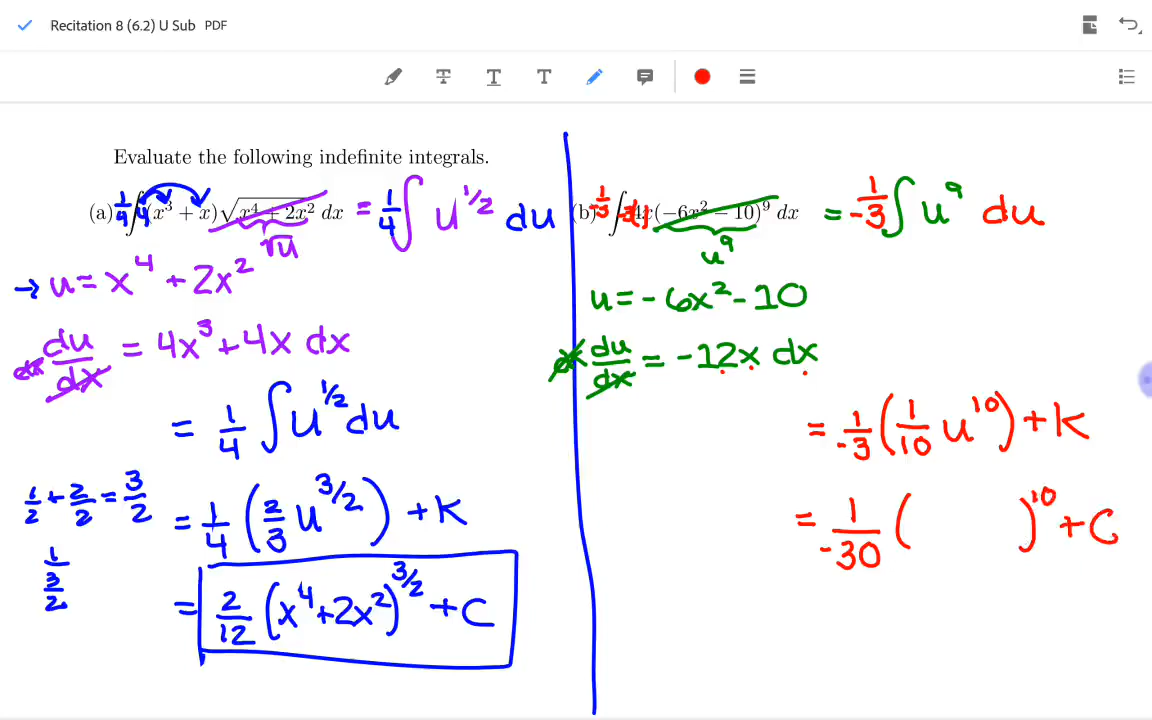 Recitation 8 (6.2) U Sub PDF
Evaluate the following indefinite integrals.
(a) 1/4 ∫ 4(x³ + x)√(x⁴ + 2x²) dx = 1/4 ∫ u^(1/2) du
√u
→ u = x⁴ + 2x²
dx du/dx = 4x³ + 4x dx
= 1/4 ∫ u^(1/2) du
1/2 + 2/2 = 3/2
= 1/4 (2/3 u^(3/2)) + K
1/(3/2)
= 2/12 (x⁴ + 2x²)^(3/2) + C
(b) 1/-3 ∫ 4x(−6x² − 10)⁹ dx = 1/-3 ∫ u⁹ du
u⁹
u = -6x² - 10
dx du/dx = -12x dx
= 1/-3 (1/10 u¹⁰) + K
= 1/-30 ( )¹⁰ + C